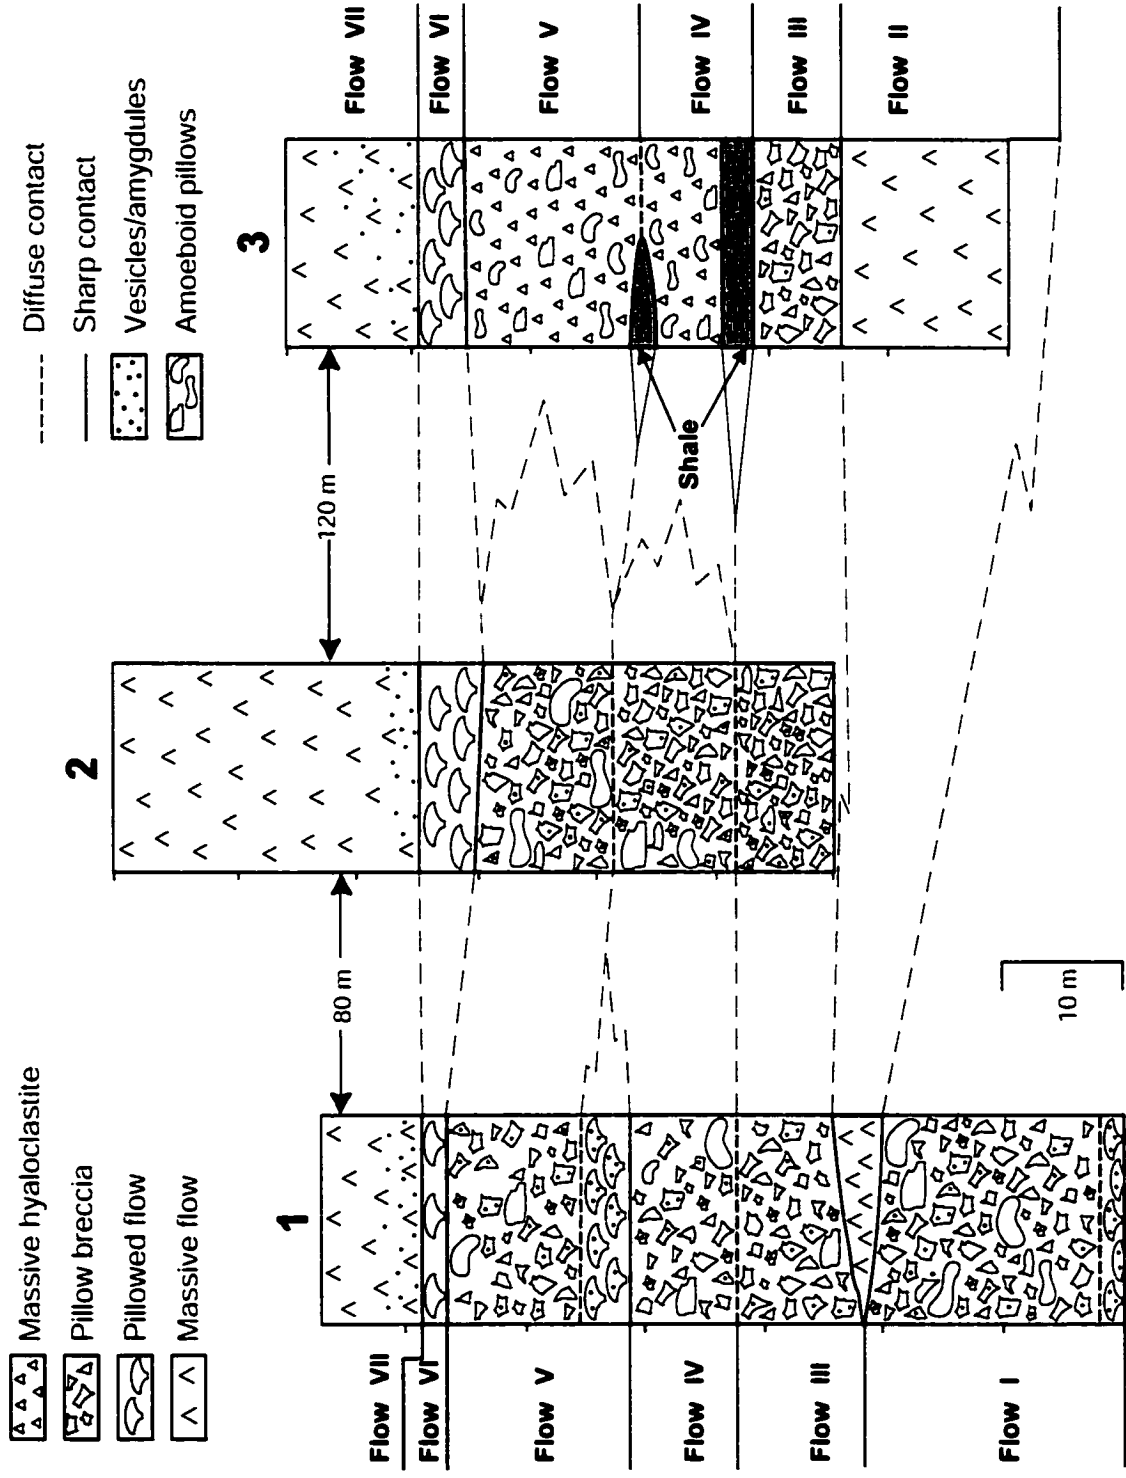 Massive hyaloclastite
Pillow breccia
Pillowed flow
Massive flow
Diffuse contact
Sharp contact
Vesicles/amygdules
Amoeboid pillows
1
2
3
80 m
120 m
Shale
10 m
Flow VII
Flow VI
Flow V
Flow IV
Flow III
Flow I
Flow VII
Flow VI
Flow V
Flow IV
Flow III
Flow II